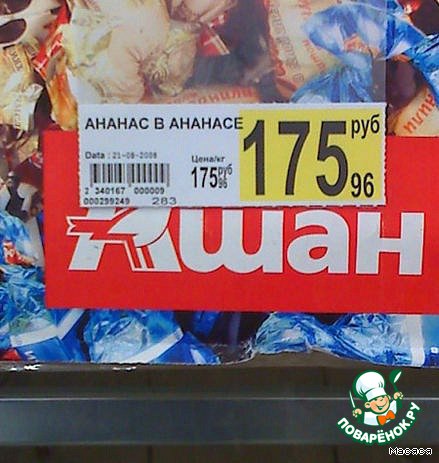 АНАНАС В АНАНАСЕ
Data : 21-08-2008
Цена/кг
175 руб 96
2 340167 000009
000299249 283
175 руб 96
Ашан
ПОВАРЁНОК.РУ
Macaca